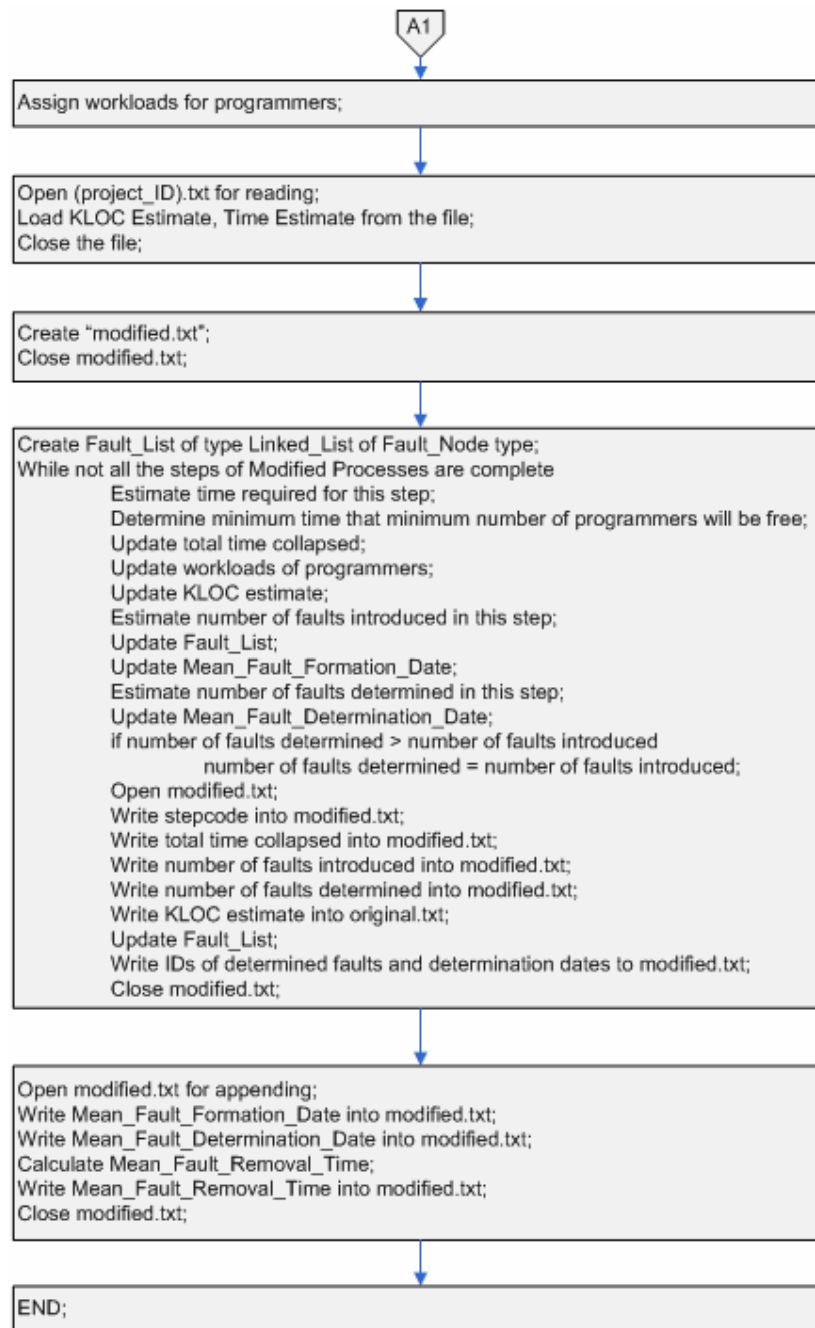 A1
Assign workloads for programmers;
Open (project_ID).txt for reading;
Load KLOC Estimate, Time Estimate from the file;
Close the file;
Create “modified.txt”;
Close modified.txt;
Create Fault_List of type Linked_List of Fault_Node type;
While not all the steps of Modified Processes are complete
Estimate time required for this step;
Determine minimum time that minimum number of programmers will be free;
Update total time collapsed;
Update workloads of programmers;
Update KLOC estimate;
Estimate number of faults introduced in this step;
Update Fault_List;
Update Mean_Fault_Formation_Date;
Estimate number of faults determined in this step;
Update Mean_Fault_Determination_Date;
if number of faults determined > number of faults introduced
number of faults determined = number of faults introduced;
Open modified.txt;
Write stepcode into modified.txt;
Write total time collapsed into modified.txt;
Write number of faults introduced into modified.txt;
Write number of faults determined into modified.txt;
Write KLOC estimate into original.txt;
Update Fault_List;
Write IDs of determined faults and determination dates to modified.txt;
Close modified.txt;
Open modified.txt for appending;
Write Mean_Fault_Formation_Date into modified.txt;
Write Mean_Fault_Determination_Date into modified.txt;
Calculate Mean_Fault_Removal_Time;
Write Mean_Fault_Removal_Time into modified.txt;
Close modified.txt;
END;